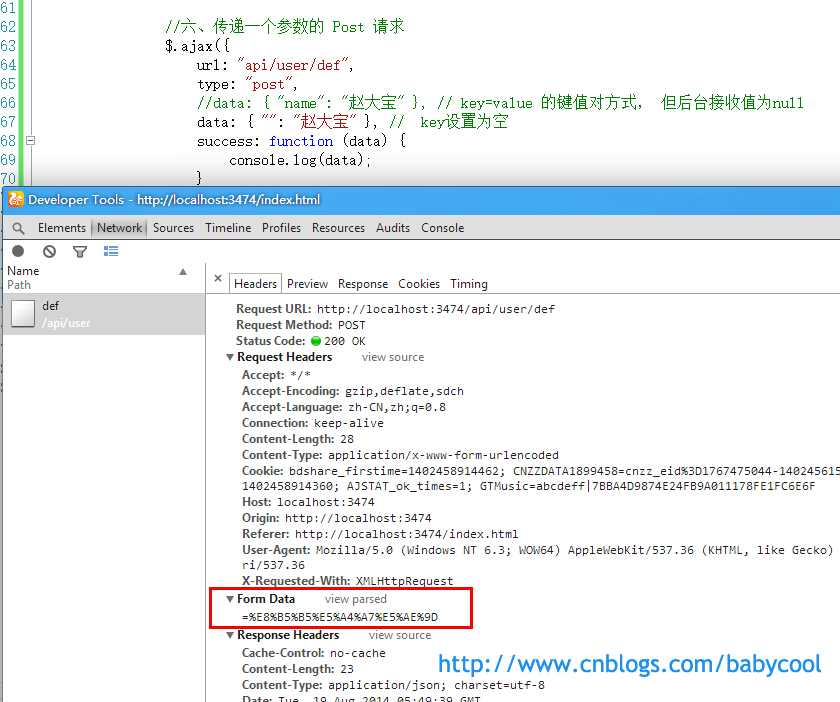 61
62 //六、传递一个参数的 Post 请求
63 $.ajax({
64 url: "api/user/def",
65 type: "post",
66 //data: { "name": "赵大宝" }, // key=value 的键值对方式， 但后台接收值为null
67 data: { "": "赵大宝" }, // key设置为空
68 success: function (data) {
69 console.log(data);
70 }
Developer Tools - http://localhost:3474/index.html
Elements Network Sources Timeline Profiles Resources Audits Console
Name
Path
def
/api/user
× Headers Preview Response Cookies Timing
Request URL: http://localhost:3474/api/user/def
Request Method: POST
Status Code: 200 OK
Request Headers view source
Accept: */*
Accept-Encoding: gzip,deflate,sdch
Accept-Language: zh-CN,zh;q=0.8
Connection: keep-alive
Content-Length: 28
Content-Type: application/x-www-form-urlencoded
Cookie: bdshare_firstime=1402458914462; CNZZDATA1899458=cnzz_eid%3D1767475044-140245615
1402458914360; AJSTAT_ok_times=1; GTMusic=abcdeff|7BBA4D9874E24FB9A011178FE1FC6E6F
Host: localhost:3474
Origin: http://localhost:3474
Referer: http://localhost:3474/index.html
User-Agent: Mozilla/5.0 (Windows NT 6.3; WOW64) AppleWebKit/537.36 (KHTML, like Gecko)
ri/537.36
X-Requested-With: XMLHttpRequest
Form Data view parsed
=%E8%B5%B5%E5%A4%A7%E5%AE%9D
Response Headers view source
Cache-Control: no-cache
Content-Length: 23
Content-Type: application/json; charset=utf-8
Date: Tue, 19 Aug 2014 05:49:39 GMT
http://www.cnblogs.com/babycool